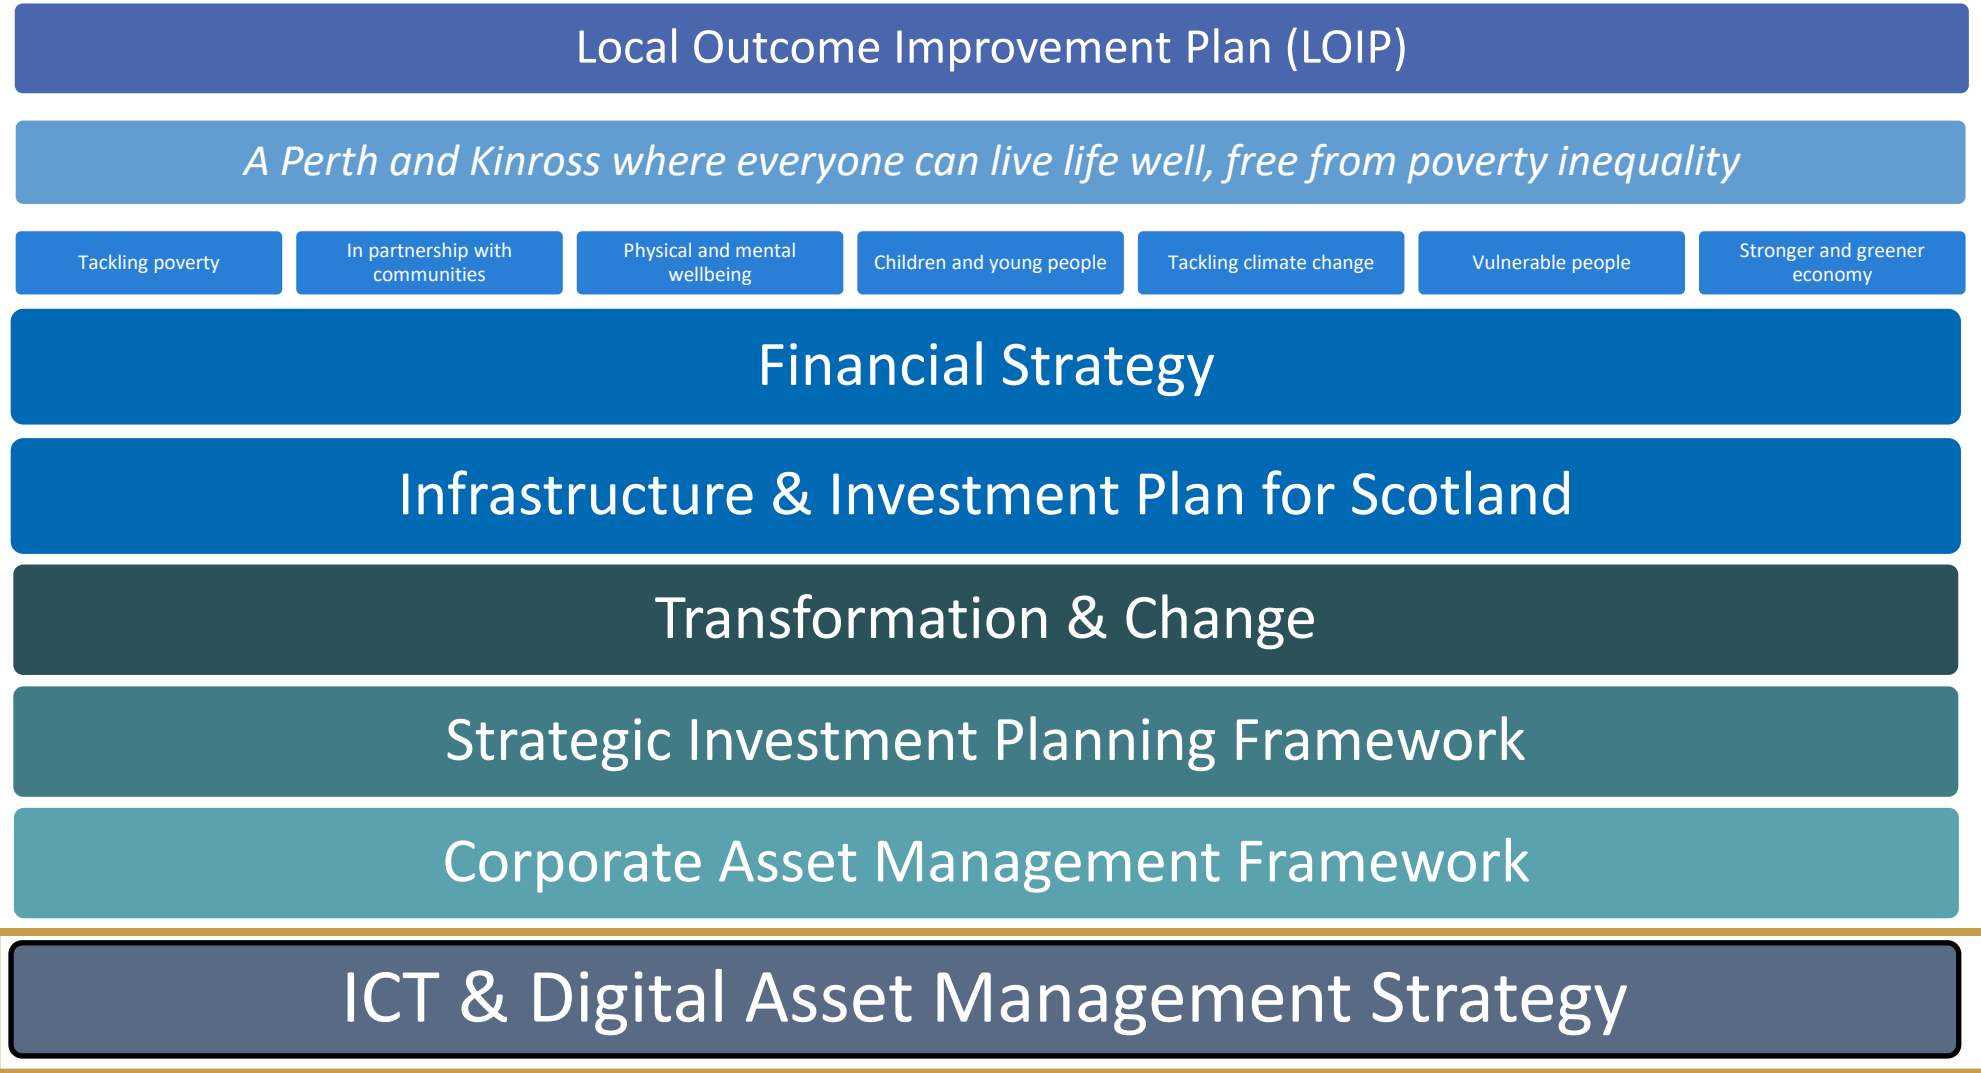 Local Outcome Improvement Plan (LOIP)
A Perth and Kinross where everyone can live life well, free from poverty inequality
Tackling poverty
In partnership with
communities
Physical and mental
wellbeing
Children and young people
Tackling climate change
Vulnerable people
Stronger and greener
economy
Financial Strategy
Infrastructure & Investment Plan for Scotland
Transformation & Change
Strategic Investment Planning Framework
Corporate Asset Management Framework
ICT & Digital Asset Management Strategy